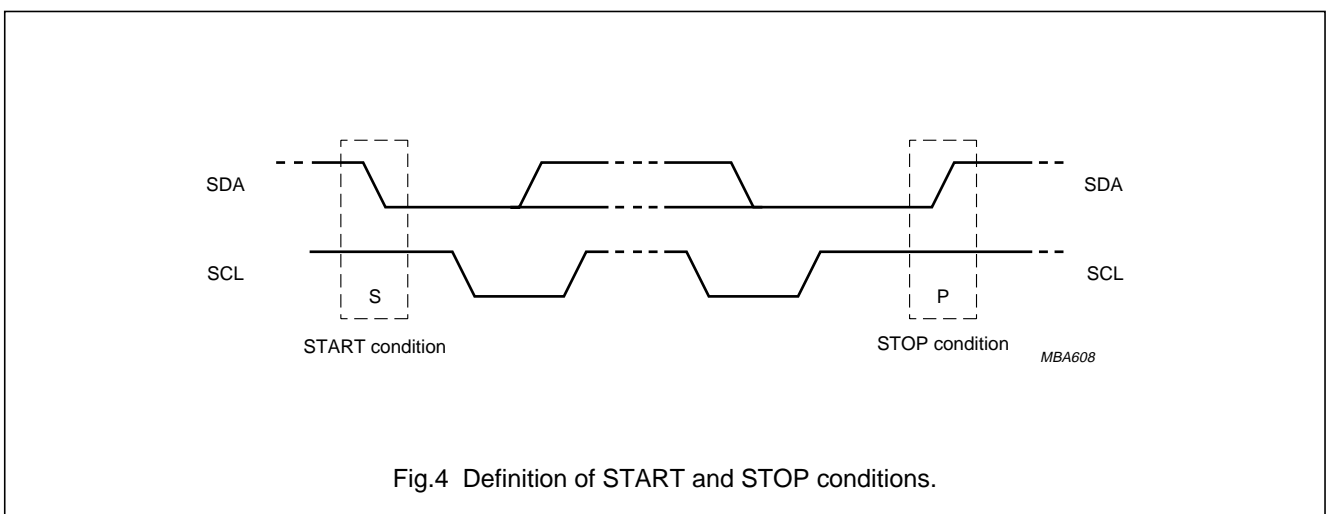 SDA
SDA
SCL
SCL
S
P
START condition
STOP condition
MBA608
Fig.4 Definition of START and STOP conditions.